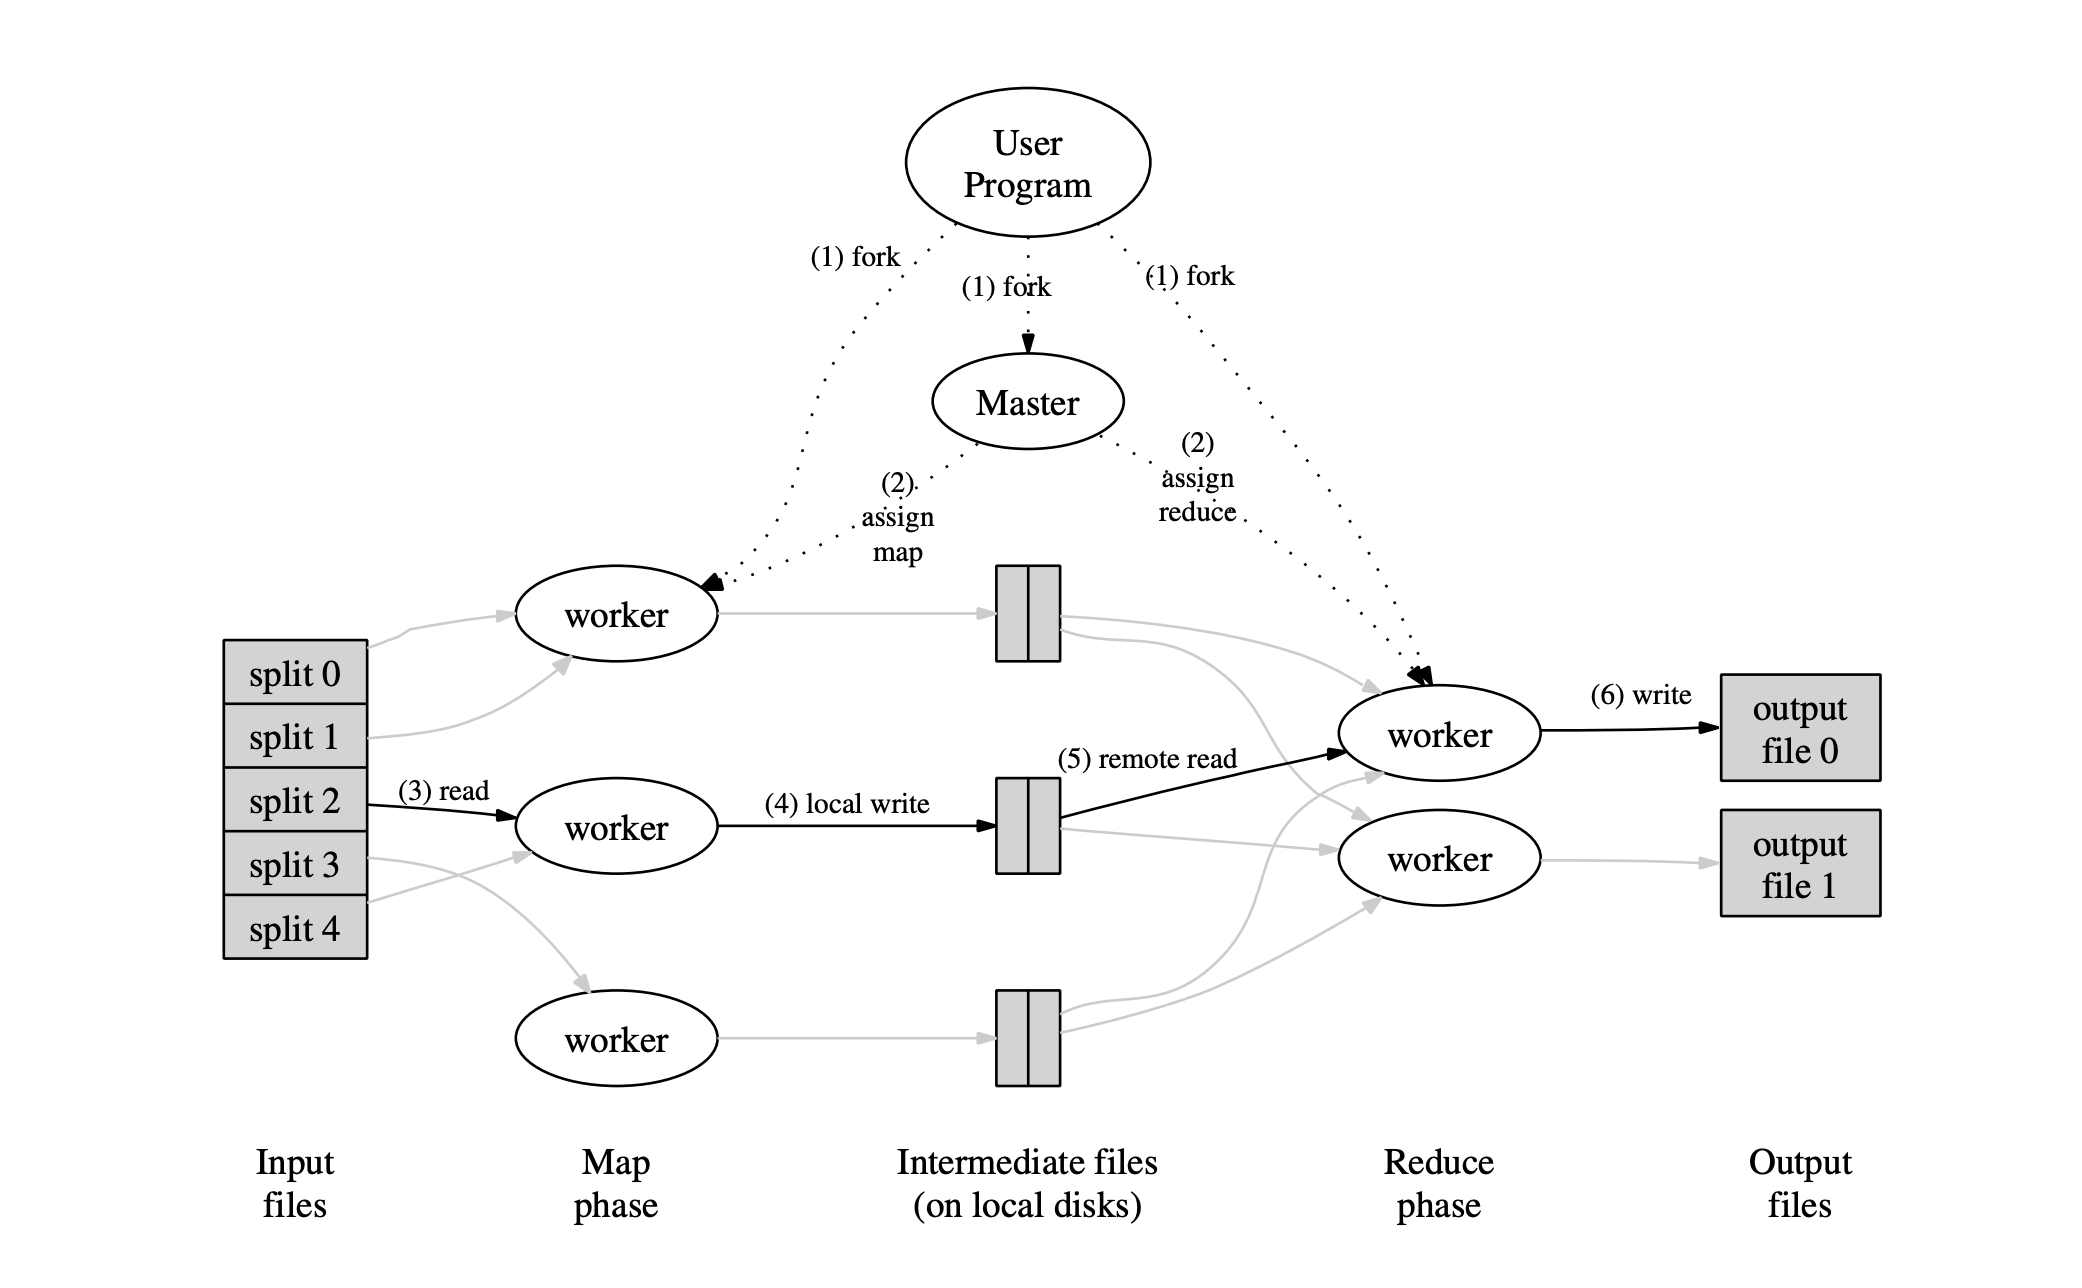 User
Program
(1) fork
(1) fork
(1) fork
Master
(2)
assign
map
(2)
assign
reduce
worker
split 0
split 1
split 2
split 3
split 4
(3) read
worker
(4) local write
(5) remote read
worker
(6) write
output
file 0
worker
output
file 1
worker
Input
files
Map
phase
Intermediate files
(on local disks)
Reduce
phase
Output
files